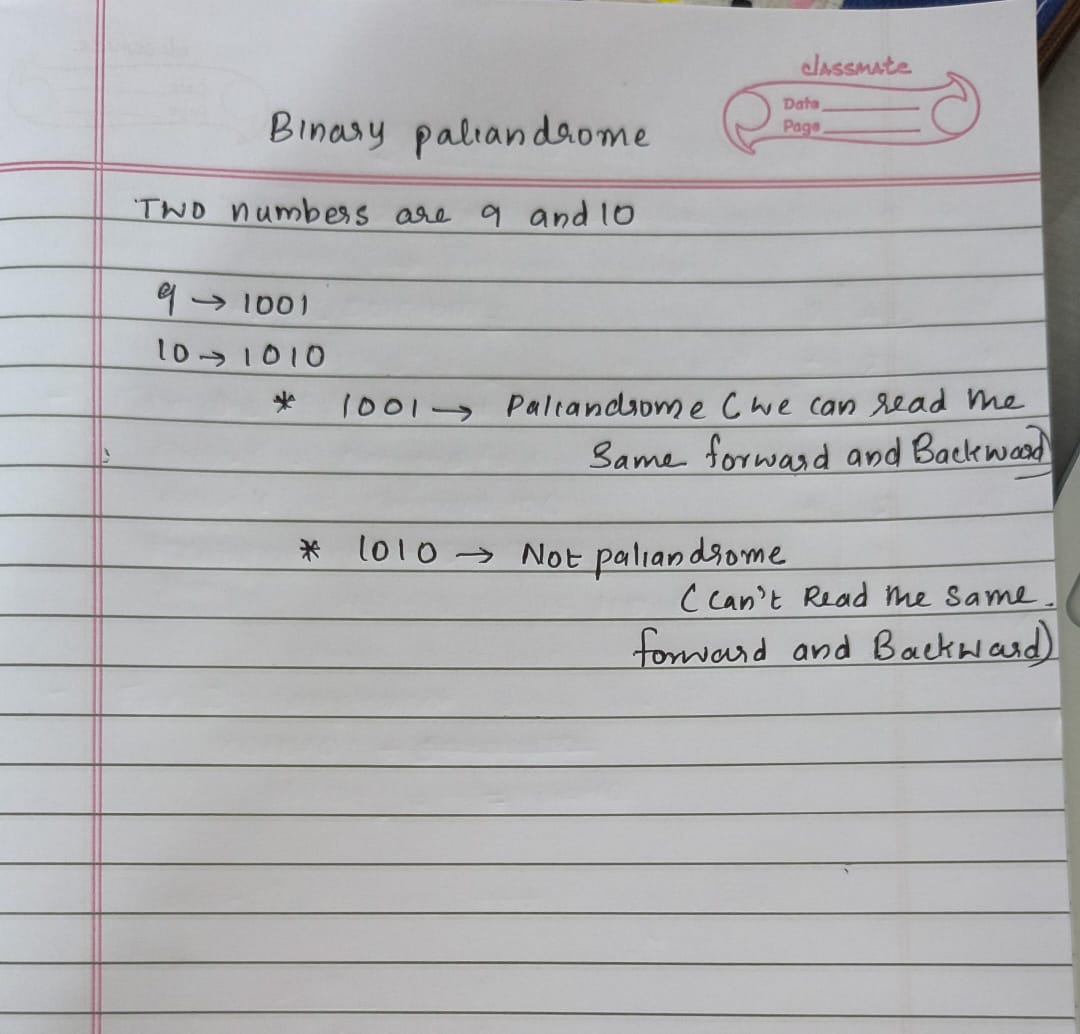 classmate
Date
Page
Binary paliandrome
Two numbers are 9 and 10
9 → 1001
10 → 1010
* 1001 → Paliandrome (we can read the
Same forward and Backward)
* 1010 → Not paliandrome
(can't Read the same.
forward and Backward)